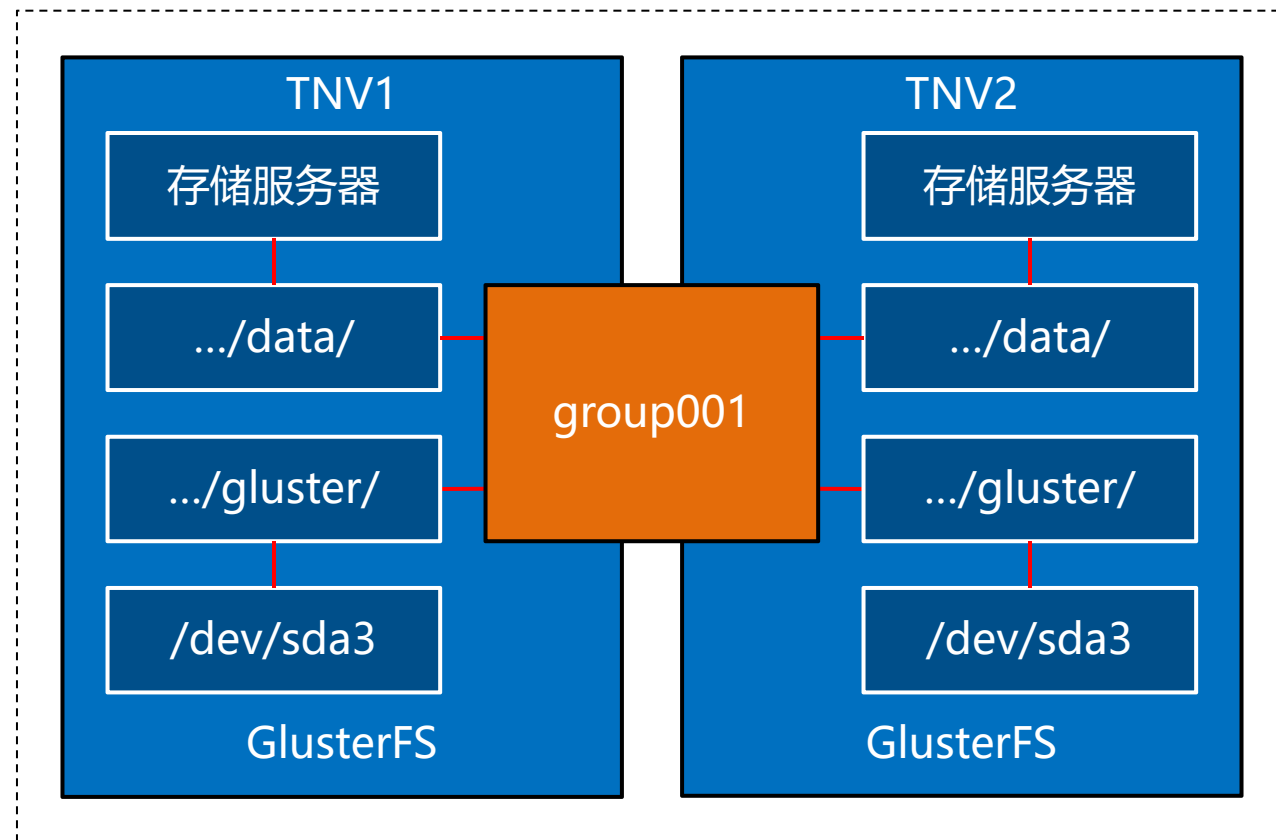 TNV1
存储服务器
.../data/
.../gluster/
/dev/sda3
GlusterFS
group001
TNV2
存储服务器
.../data/
.../gluster/
/dev/sda3
GlusterFS